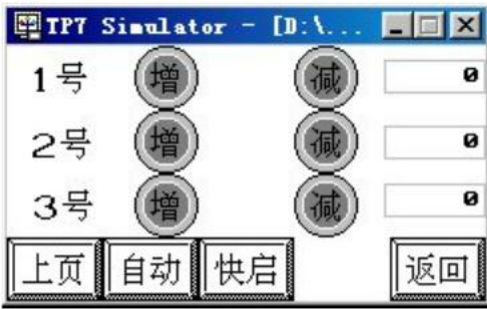 TP7 Simulator - [D:\...
1号 增 减 0
2号 增 减 0
3号 增 减 0
上页 自动 快启 返回